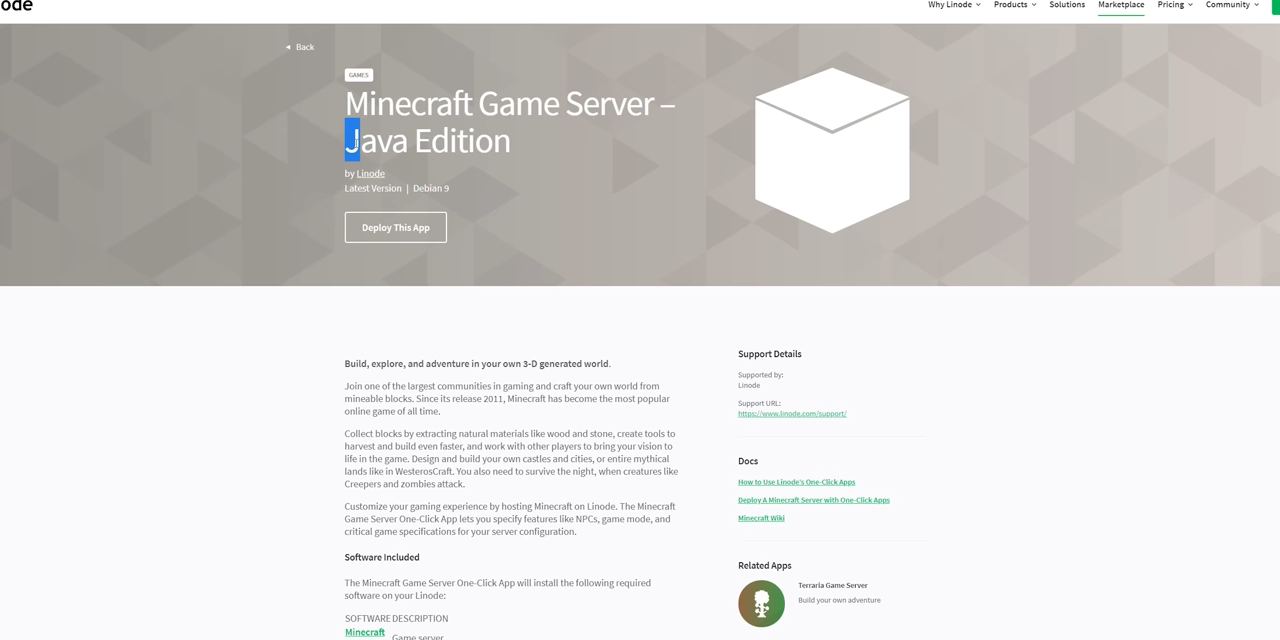 ode
Why Linode
Products
Solutions
Marketplace
Pricing
Community
Back
GAMES
Minecraft Game Server –
Java Edition
by Linode
Latest Version | Debian 9
Deploy This App
Build, explore, and adventure in your own 3-D generated world.
Join one of the largest communities in gaming and craft your own world from
mineable blocks. Since its release 2011, Minecraft has become the most popular
online game of all time.
Collect blocks by extracting natural materials like wood and stone, create tools to
harvest and build even faster, and work with other players to bring your vision to
life in the game. Design and build your own castles and cities, or entire mythical
lands like in WesterosCraft. You also need to survive the night, when creatures like
Creepers and zombies attack.
Customize your gaming experience by hosting Minecraft on Linode. The Minecraft
Game Server One-Click App lets you specify features like NPCs, game mode, and
critical game specifications for your server configuration.
Software Included
The Minecraft Game Server One-Click App will install the following required
software on your Linode:
SOFTWARE DESCRIPTION
Minecraft
Game server
Support Details
Supported by:
Linode
Support URL:
https://www.linode.com/support/
Docs
How to Use Linode's One-Click Apps
Deploy A Minecraft Server with One-Click Apps
Minecraft Wiki
Related Apps
Terraria Game Server
Build your own adventure